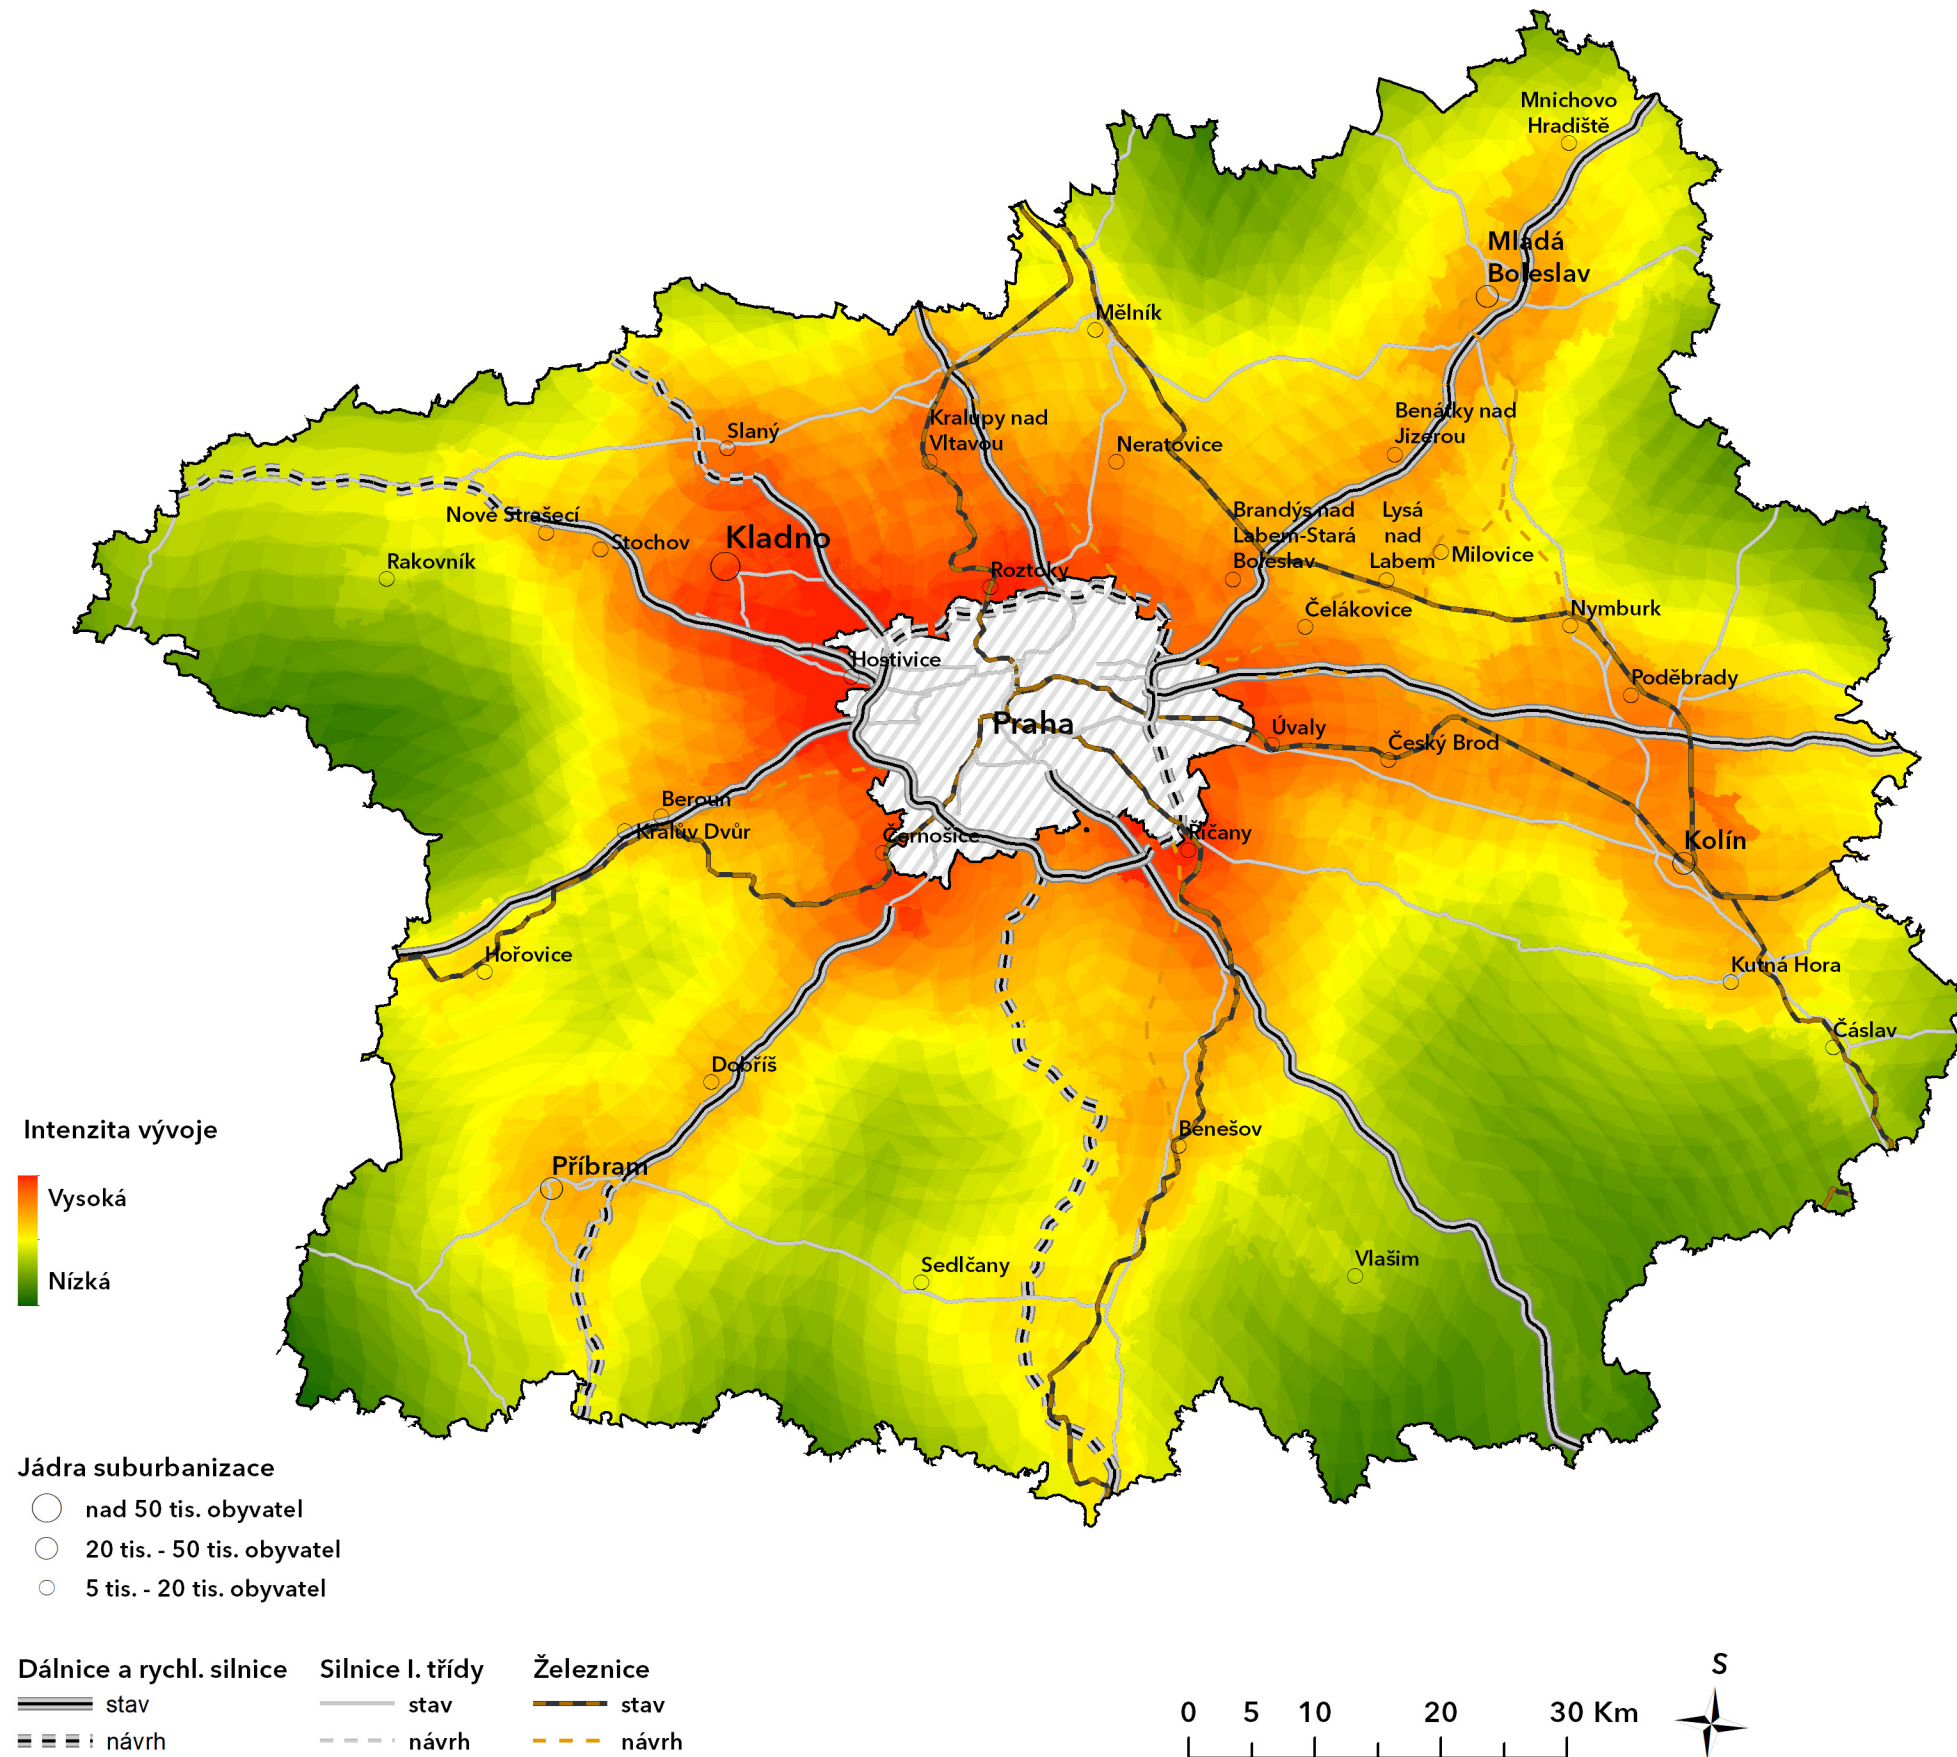 Mnichovo
Hradiště
Mladá
Boleslav
Mělník
Kralupy nad
Vltavou
Slaný
Neratovice
Benátky nad
Jizerou
Nové Strašecí
Stochov
Kladno
Rakovník
Roztoky
Brandýs nad
Labem-Stará
Boleslav
Lysá
nad
Labem
Milovice
Čelákovice
Nymburk
Hostivice
Poděbrady
Praha
Úvaly
Český Brod
Beroun
Králův Dvůr
Černošice
Říčany
Kolín
Hořovice
Kutná Hora
Čáslav
Dobříš
Benešov
Příbram
Sedlčany
Vlašim
Intenzita vývoje
Vysoká
Nízká
Jádra suburbanizace
nad 50 tis. obyvatel
20 tis. - 50 tis. obyvatel
5 tis. - 20 tis. obyvatel
Dálnice a rychl. silnice
stav
návrh
Silnice I. třídy
stav
návrh
Železnice
stav
návrh
0 5 10 20 30 Km
S